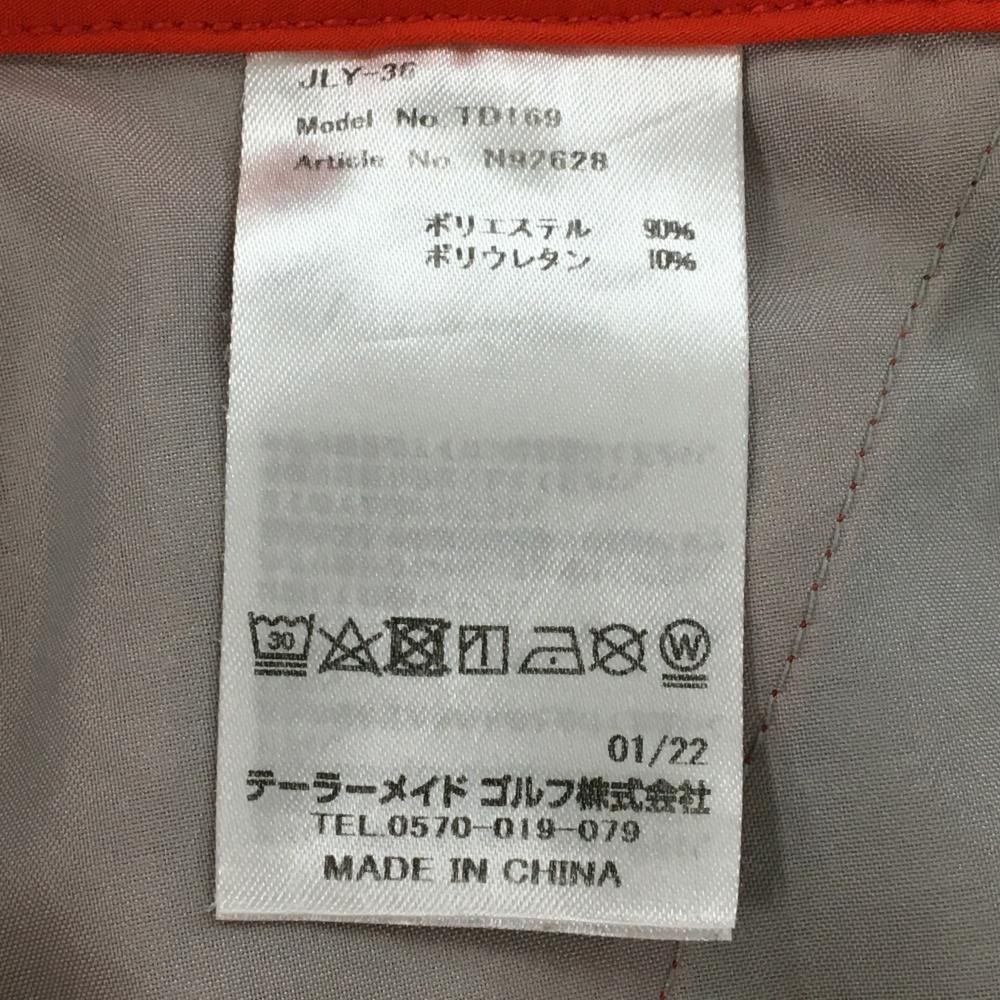 JLY-36
Model No. TD169
Article No. N92628
ポリエステル 90%
ポリウレタン 10%
30
W
01/22
テーラーメイド ゴルフ株式会社
TEL.0570-019-079
MADE IN CHINA